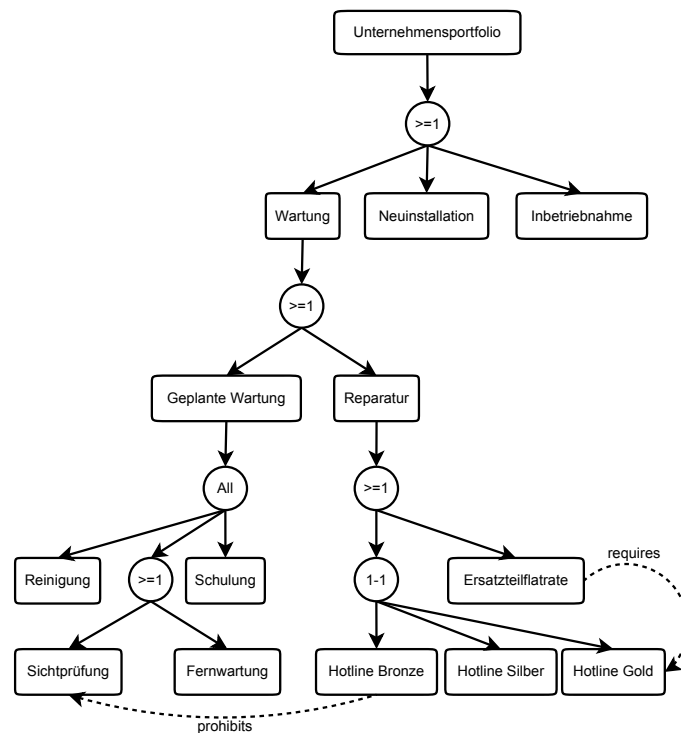 Unternehmensportfolio
>=1
Wartung
Neuinstallation
Inbetriebnahme
>=1
Geplante Wartung
Reparatur
All
>=1
requires
Reinigung
>=1
Schulung
1-1
Ersatzteilflatrate
Sichtprüfung
Fernwartung
Hotline Bronze
Hotline Silber
Hotline Gold
prohibits